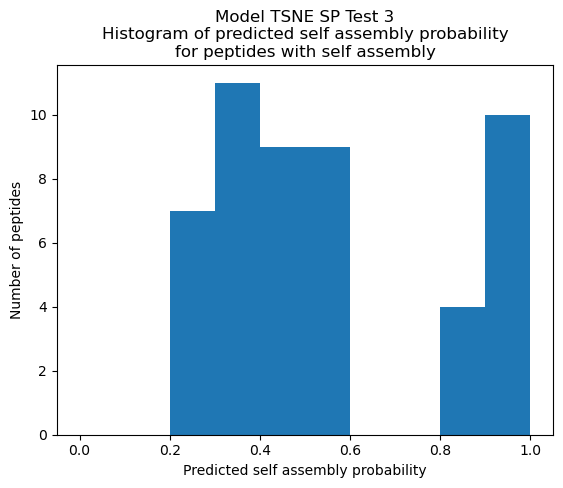 Model TSNE SP Test 3
Histogram of predicted self assembly probability
for peptides with self assembly
Number of peptides
10
8
6
4
2
0
0.0 0.2 0.4 0.6 0.8 1.0
Predicted self assembly probability